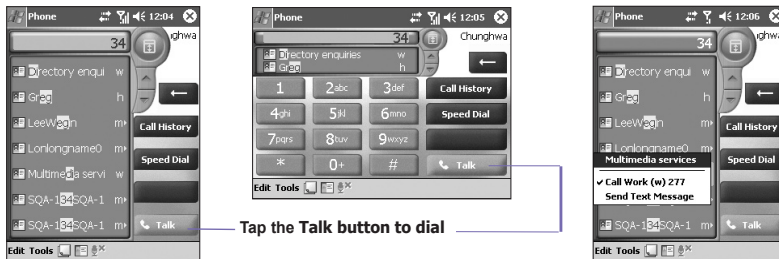 Phone 12:04
34
ghwa
Directory enqui w
Greg h
LeeWegn m
Call History
Lonlongname0 m
Speed Dial
Multimedia servi w
SQA-134SQA-1 m
SQA-134SQA-1 m
Talk
Edit Tools
Phone 12:05
34
Chunghwa
Directory enquiries w
Greg h
1 2abc 3def Call History
4ghi 5jkl 6mno Speed Dial
7pqrs 8tuv 9wxyz
* 0+ # Talk
Edit Tools
Tap the Talk button to dial
Phone 12:06
34
ghwa
Directory enqui w
Greg h
LeeWegn m
Call History
Lonlongname0 m
Multimedia services
Speed Dial
Call Work (w) 277
Send Text Message
SQA-134SQA-1 m
Talk
Edit Tools